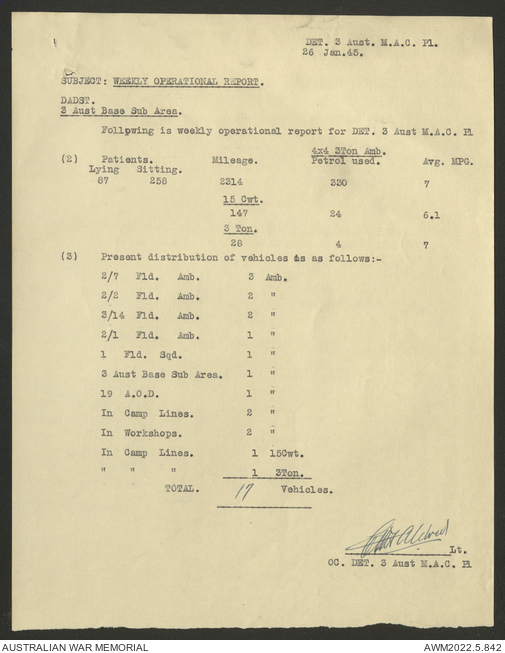 DET. 3 Aust. M.A.C. Pl.
26 Jan.45.
SUBJECT: WEEKLY OPERATIONAL REPORT.
DADST.
3 Aust Base Sub Area.
Following is weekly operational report for DET. 3 Aust M.A.C. Pl
4x4 3Ton Amb.
(2) Patients. Mileage. Petrol used. Avg. MPG.
Lying Sitting.
87 258 2314 330 7
15 Cwt.
147 24 6.1
3 Ton.
28 4 7
(3) Present distribution of vehicles is as follows:-
2/7 Fld. Amb. 3 Amb.
2/2 Fld. Amb. 2 "
3/14 Fld. Amb. 2 "
2/1 Fld. Amb. 1 "
1 Fld. Sqd. 1 "
3 Aust Base Sub Area. 1 "
19 A.O.D. 1 "
In Camp Lines. 2 "
In Workshops. 2 "
In Camp Lines. 1 15Cwt.
" " " 1 3Ton.
TOTAL. 17 Vehicles.
Lt.
OC. DET. 3 Aust M.A.C. Pl
AUSTRALIAN WAR MEMORIAL AWM2022.5.842